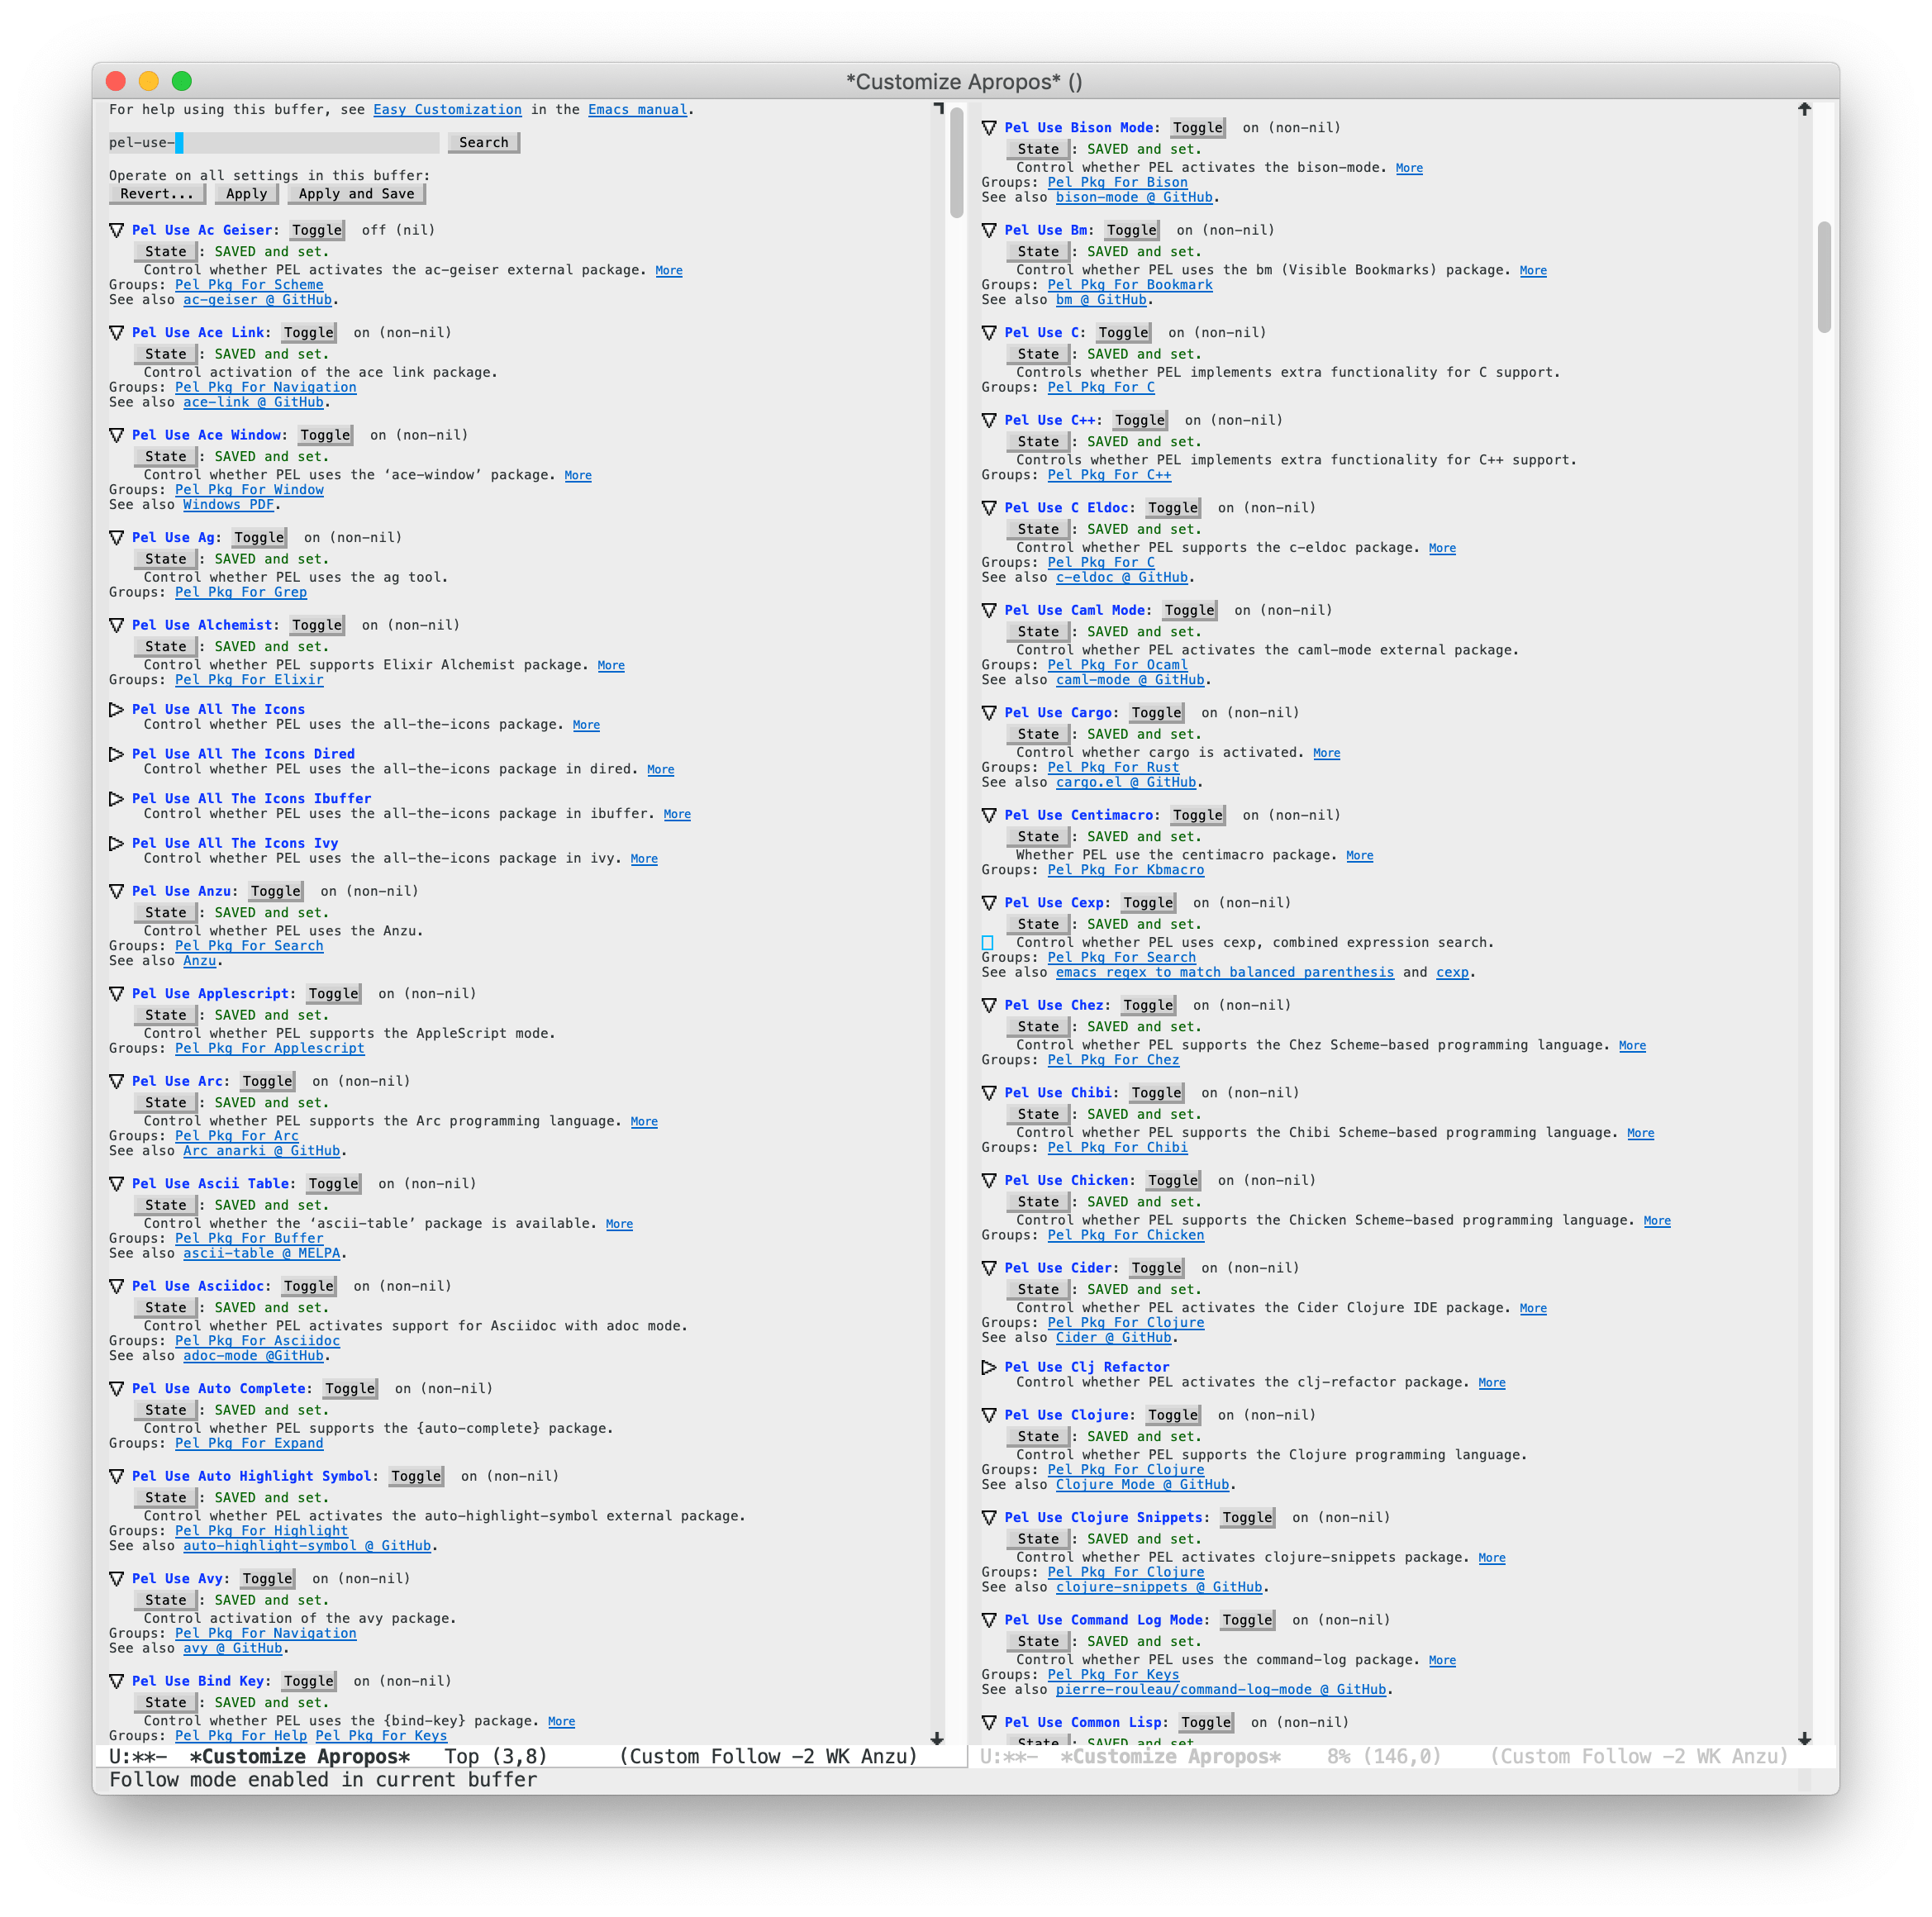 *Customize Apropos* ()
For help using this buffer, see Easy Customization in the Emacs manual.
pel-use- Search
Operate on all settings in this buffer:
Revert... Apply Apply and Save
Pel Use Ac Geiser: Toggle off (nil)
State : SAVED and set.
Control whether PEL activates the ac-geiser external package. More
Groups: Pel Pkg For Scheme
See also ac-geiser @ GitHub.
Pel Use Ace Link: Toggle on (non-nil)
State : SAVED and set.
Control activation of the ace link package.
Groups: Pel Pkg For Navigation
See also ace-link @ GitHub.
Pel Use Ace Window: Toggle on (non-nil)
State : SAVED and set.
Control whether PEL uses the ‘ace-window’ package. More
Groups: Pel Pkg For Window
See also Windows PDF.
Pel Use Ag: Toggle on (non-nil)
State : SAVED and set.
Control whether PEL uses the ag tool.
Groups: Pel Pkg For Grep
Pel Use Alchemist: Toggle on (non-nil)
State : SAVED and set.
Control whether PEL supports Elixir Alchemist package. More
Groups: Pel Pkg For Elixir
Pel Use All The Icons
Control whether PEL uses the all-the-icons package. More
Pel Use All The Icons Dired
Control whether PEL uses the all-the-icons package in dired. More
Pel Use All The Icons Ibuffer
Control whether PEL uses the all-the-icons package in ibuffer. More
Pel Use All The Icons Ivy
Control whether PEL uses the all-the-icons package in ivy. More
Pel Use Anzu: Toggle on (non-nil)
State : SAVED and set.
Control whether PEL uses the Anzu.
Groups: Pel Pkg For Search
See also Anzu.
Pel Use Applescript: Toggle on (non-nil)
State : SAVED and set.
Control whether PEL supports the AppleScript mode.
Groups: Pel Pkg For Applescript
Pel Use Arc: Toggle on (non-nil)
State : SAVED and set.
Control whether PEL supports the Arc programming language. More
Groups: Pel Pkg For Arc
See also Arc anarki @ GitHub.
Pel Use Ascii Table: Toggle on (non-nil)
State : SAVED and set.
Control whether the ‘ascii-table’ package is available. More
Groups: Pel Pkg For Buffer
See also ascii-table @ MELPA.
Pel Use Asciidoc: Toggle on (non-nil)
State : SAVED and set.
Control whether PEL activates support for Asciidoc with adoc mode.
Groups: Pel Pkg For Asciidoc
See also adoc-mode @GitHub.
Pel Use Auto Complete: Toggle on (non-nil)
State : SAVED and set.
Control whether PEL supports the {auto-complete} package.
Groups: Pel Pkg For Expand
Pel Use Auto Highlight Symbol: Toggle on (non-nil)
State : SAVED and set.
Control whether PEL activates the auto-highlight-symbol external package.
Groups: Pel Pkg For Highlight
See also auto-highlight-symbol @ GitHub.
Pel Use Avy: Toggle on (non-nil)
State : SAVED and set.
Control activation of the avy package.
Groups: Pel Pkg For Navigation
See also avy @ GitHub.
Pel Use Bind Key: Toggle on (non-nil)
State : SAVED and set.
Control whether PEL uses the {bind-key} package. More
Groups: Pel Pkg For Help Pel Pkg For Keys
U:**- *Customize Apropos* Top (3,8) (Custom Follow -2 WK Anzu)
Follow mode enabled in current buffer
Pel Use Bison Mode: Toggle on (non-nil)
State : SAVED and set.
Control whether PEL activates the bison-mode. More
Groups: Pel Pkg For Bison
See also bison-mode @ GitHub.
Pel Use Bm: Toggle on (non-nil)
State : SAVED and set.
Control whether PEL uses the bm (Visible Bookmarks) package. More
Groups: Pel Pkg For Bookmark
See also bm @ GitHub.
Pel Use C: Toggle on (non-nil)
State : SAVED and set.
Controls whether PEL implements extra functionality for C support.
Groups: Pel Pkg For C
Pel Use C++: Toggle on (non-nil)
State : SAVED and set.
Controls whether PEL implements extra functionality for C++ support.
Groups: Pel Pkg For C++
Pel Use C Eldoc: Toggle on (non-nil)
State : SAVED and set.
Control whether PEL supports the c-eldoc package. More
Groups: Pel Pkg For C
See also c-eldoc @ GitHub.
Pel Use Caml Mode: Toggle on (non-nil)
State : SAVED and set.
Control whether PEL activates the caml-mode external package.
Groups: Pel Pkg For Ocaml
See also caml-mode @ GitHub.
Pel Use Cargo: Toggle on (non-nil)
State : SAVED and set.
Control whether cargo is activated. More
Groups: Pel Pkg For Rust
See also cargo.el @ GitHub.
Pel Use Centimacro: Toggle on (non-nil)
State : SAVED and set.
Whether PEL use the centimacro package. More
Groups: Pel Pkg For Kbmacro
Pel Use Cexp: Toggle on (non-nil)
State : SAVED and set.
Control whether PEL uses cexp, combined expression search.
Groups: Pel Pkg For Search
See also emacs regex to match balanced parenthesis and cexp.
Pel Use Chez: Toggle on (non-nil)
State : SAVED and set.
Control whether PEL supports the Chez Scheme-based programming language. More
Groups: Pel Pkg For Chez
Pel Use Chibi: Toggle on (non-nil)
State : SAVED and set.
Control whether PEL supports the Chibi Scheme-based programming language. More
Groups: Pel Pkg For Chibi
Pel Use Chicken: Toggle on (non-nil)
State : SAVED and set.
Control whether PEL supports the Chicken Scheme-based programming language. More
Groups: Pel Pkg For Chicken
Pel Use Cider: Toggle on (non-nil)
State : SAVED and set.
Control whether PEL activates the Cider Clojure IDE package. More
Groups: Pel Pkg For Clojure
See also Cider @ GitHub.
Pel Use Clj Refactor
Control whether PEL activates the clj-refactor package. More
Pel Use Clojure: Toggle on (non-nil)
State : SAVED and set.
Control whether PEL supports the Clojure programming language.
Groups: Pel Pkg For Clojure
See also Clojure Mode @ GitHub.
Pel Use Clojure Snippets: Toggle on (non-nil)
State : SAVED and set.
Control whether PEL activates clojure-snippets package. More
Groups: Pel Pkg For Clojure
See also clojure-snippets @ GitHub.
Pel Use Command Log Mode: Toggle on (non-nil)
State : SAVED and set.
Control whether PEL uses the command-log package. More
Groups: Pel Pkg For Keys
See also pierre-rouleau/command-log-mode @ GitHub.
Pel Use Common Lisp: Toggle on (non-nil)
State : SAVED and set.
U:**- *Customize Apropos* 8% (146,0) (Custom Follow -2 WK Anzu)